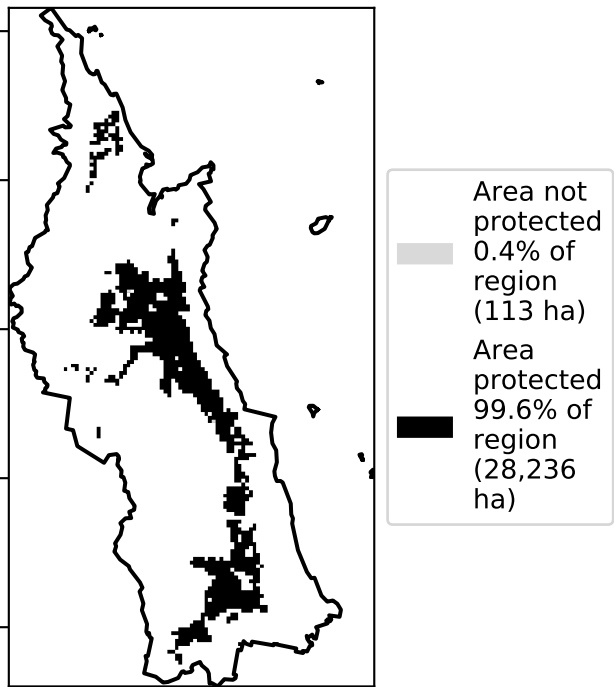 Area not
protected
0.4% of
region
(113 ha)
Area
protected
99.6% of
region
(28,236
ha)